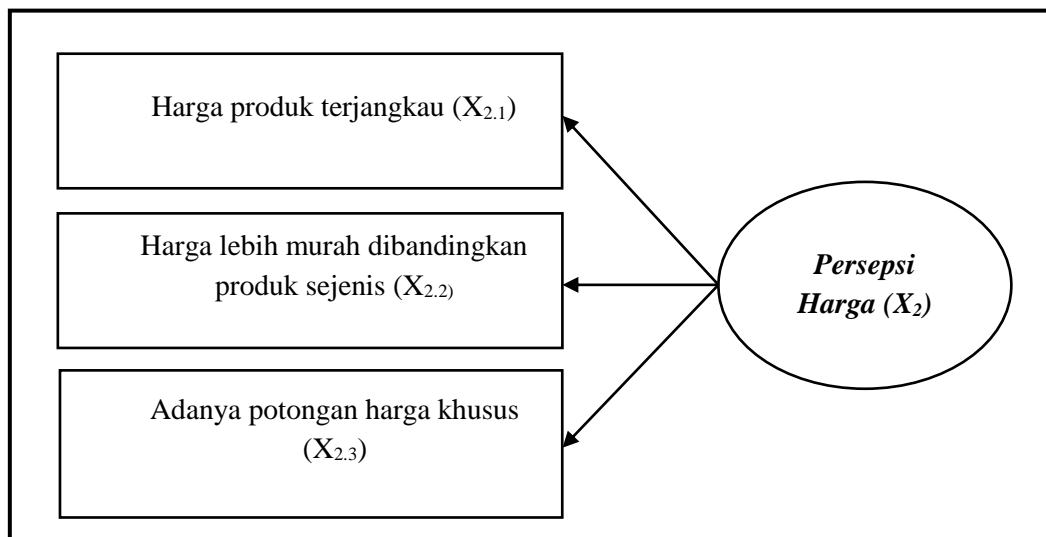 Harga produk terjangkau (X2.1)
Harga lebih murah dibandingkan
produk sejenis (X2.2)
Adanya potongan harga khusus
(X2.3)
Persepsi
Harga (X2)